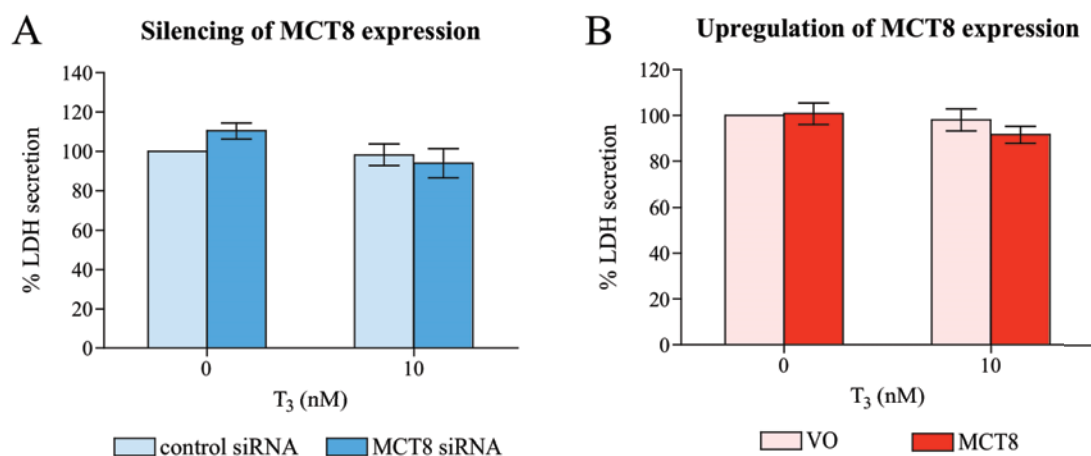 A
Silencing of MCT8 expression
% LDH secretion
140
120
100
80
60
40
20
0
0
10
T₃ (nM)
control siRNA
MCT8 siRNA
B
Upregulation of MCT8 expression
% LDH secretion
120
100
80
60
40
20
0
0
10
T₃ (nM)
VO
MCT8